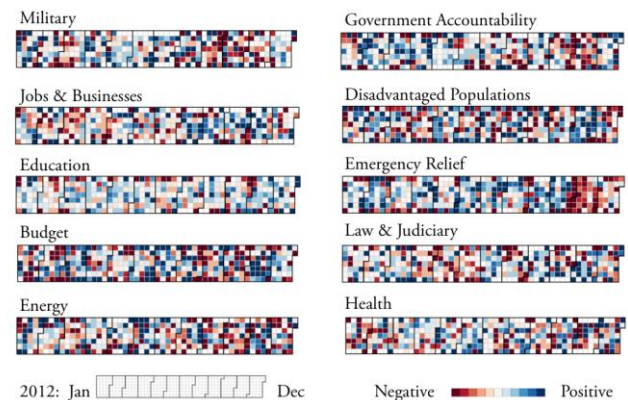 Military
Jobs & Businesses
Education
Budget
Energy
2012: Jan Dec
Government Accountability
Disadvantaged Populations
Emergency Relief
Law & Judiciary
Health
Negative Positive